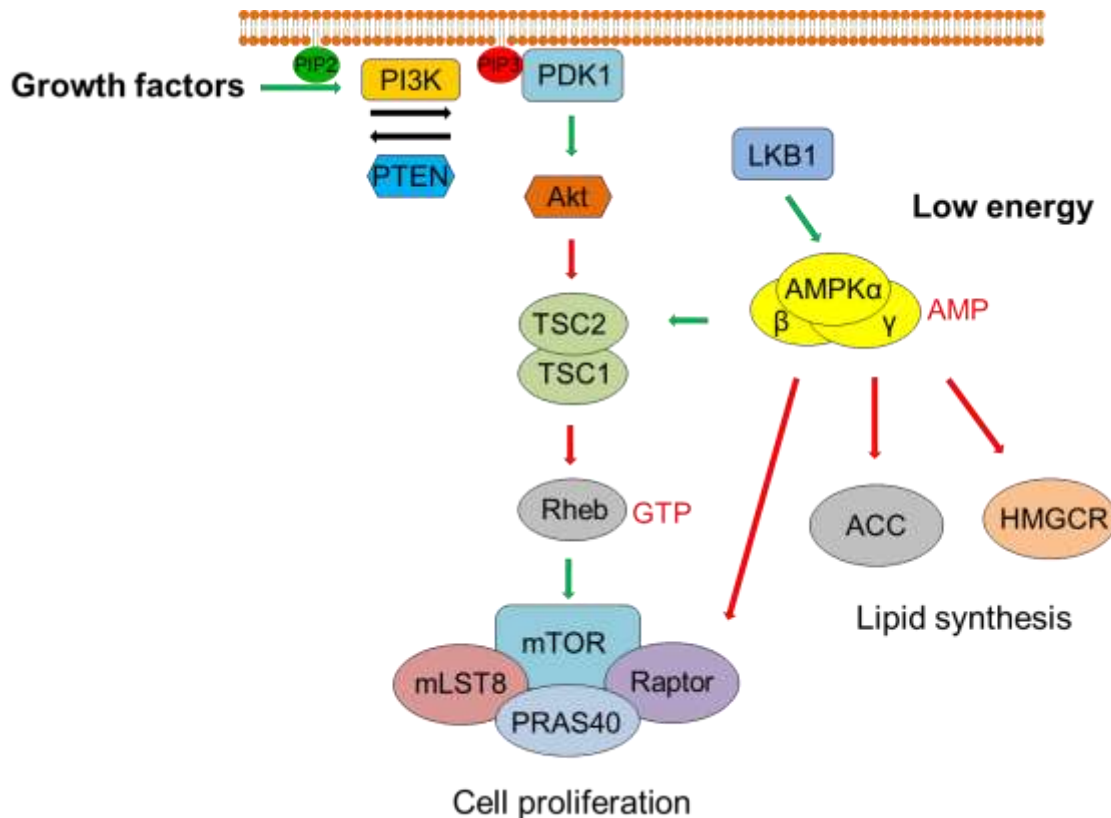 PIP2
PIP3
Growth factors
PI3K
PDK1
PTEN
Akt
LKB1
Low energy
AMPKα
β
γ
AMP
TSC2
TSC1
Rheb
GTP
ACC
HMGCR
Lipid synthesis
mTOR
mLST8
Raptor
PRAS40
Cell proliferation